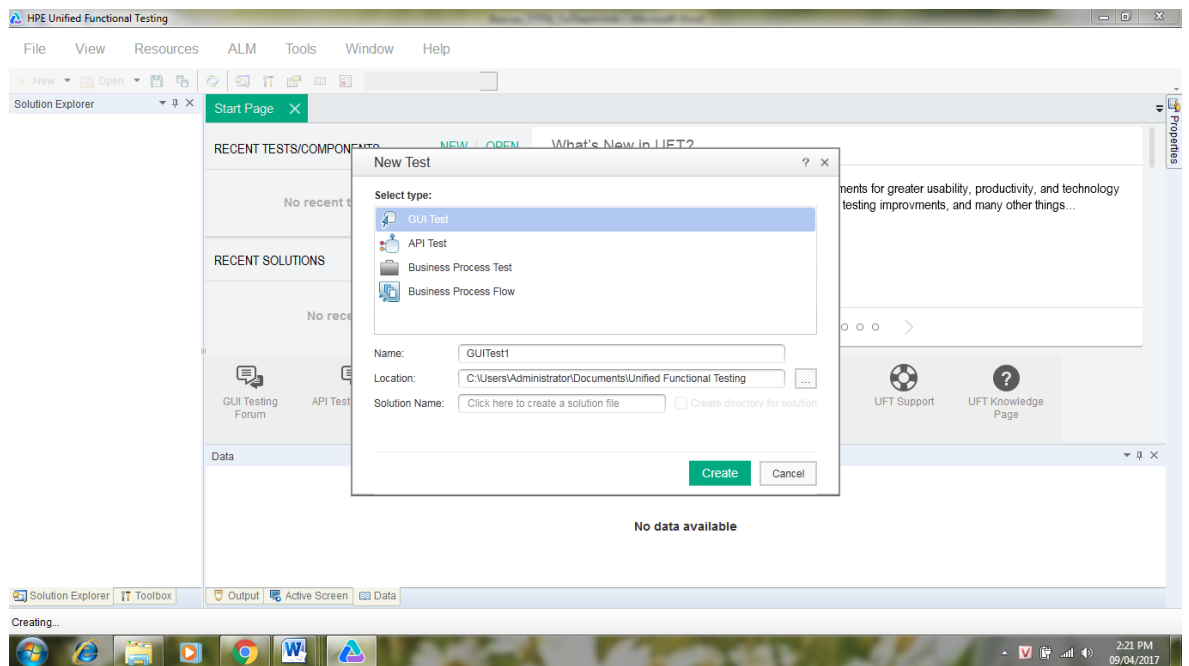 HPE Unified Functional Testing
File View Resources ALM Tools Window Help
New Open
Solution Explorer
Start Page
Properties
RECENT TESTS/COMPONENTS NEW OPEN
What's New in UFT?
No recent t
ments for greater usability, productivity, and technology
testing improvments, and many other things...
RECENT SOLUTIONS
No rece
New Test
?
Select type:
GUI Test
API Test
Business Process Test
Business Process Flow
Name: GUITest1
Location: C:\Users\Administrator\Documents\Unified Functional Testing ...
Solution Name: Click here to create a solution file Create directory for solution
Create Cancel
GUI Testing
Forum
API Test
UFT Support
UFT Knowledge
Page
Data
No data available
Solution Explorer Toolbox Output Active Screen Data
Creating...
2:21 PM
09/04/2017